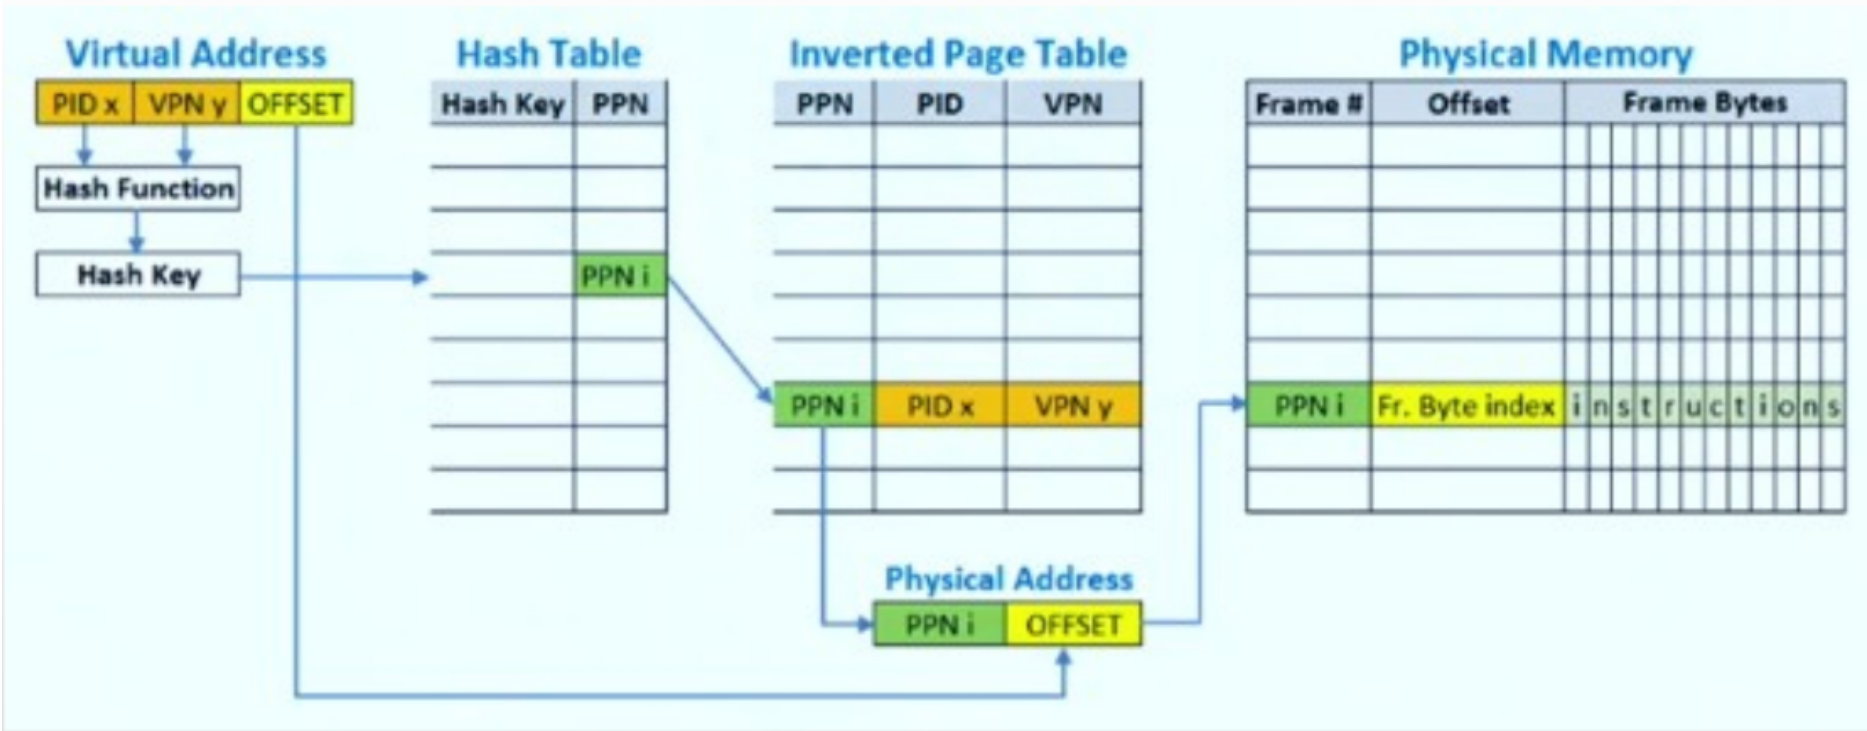 Virtual Address
PID x VPN y OFFSET
Hash Function
Hash Key
Hash Table
Hash Key PPN
PPN i
Inverted Page Table
PPN PID VPN
PPN i PID x VPN y
Physical Address
PPN i OFFSET
Physical Memory
Frame # Offset Frame Bytes
PPN i Fr. Byte index i n s t r u c t i o n s